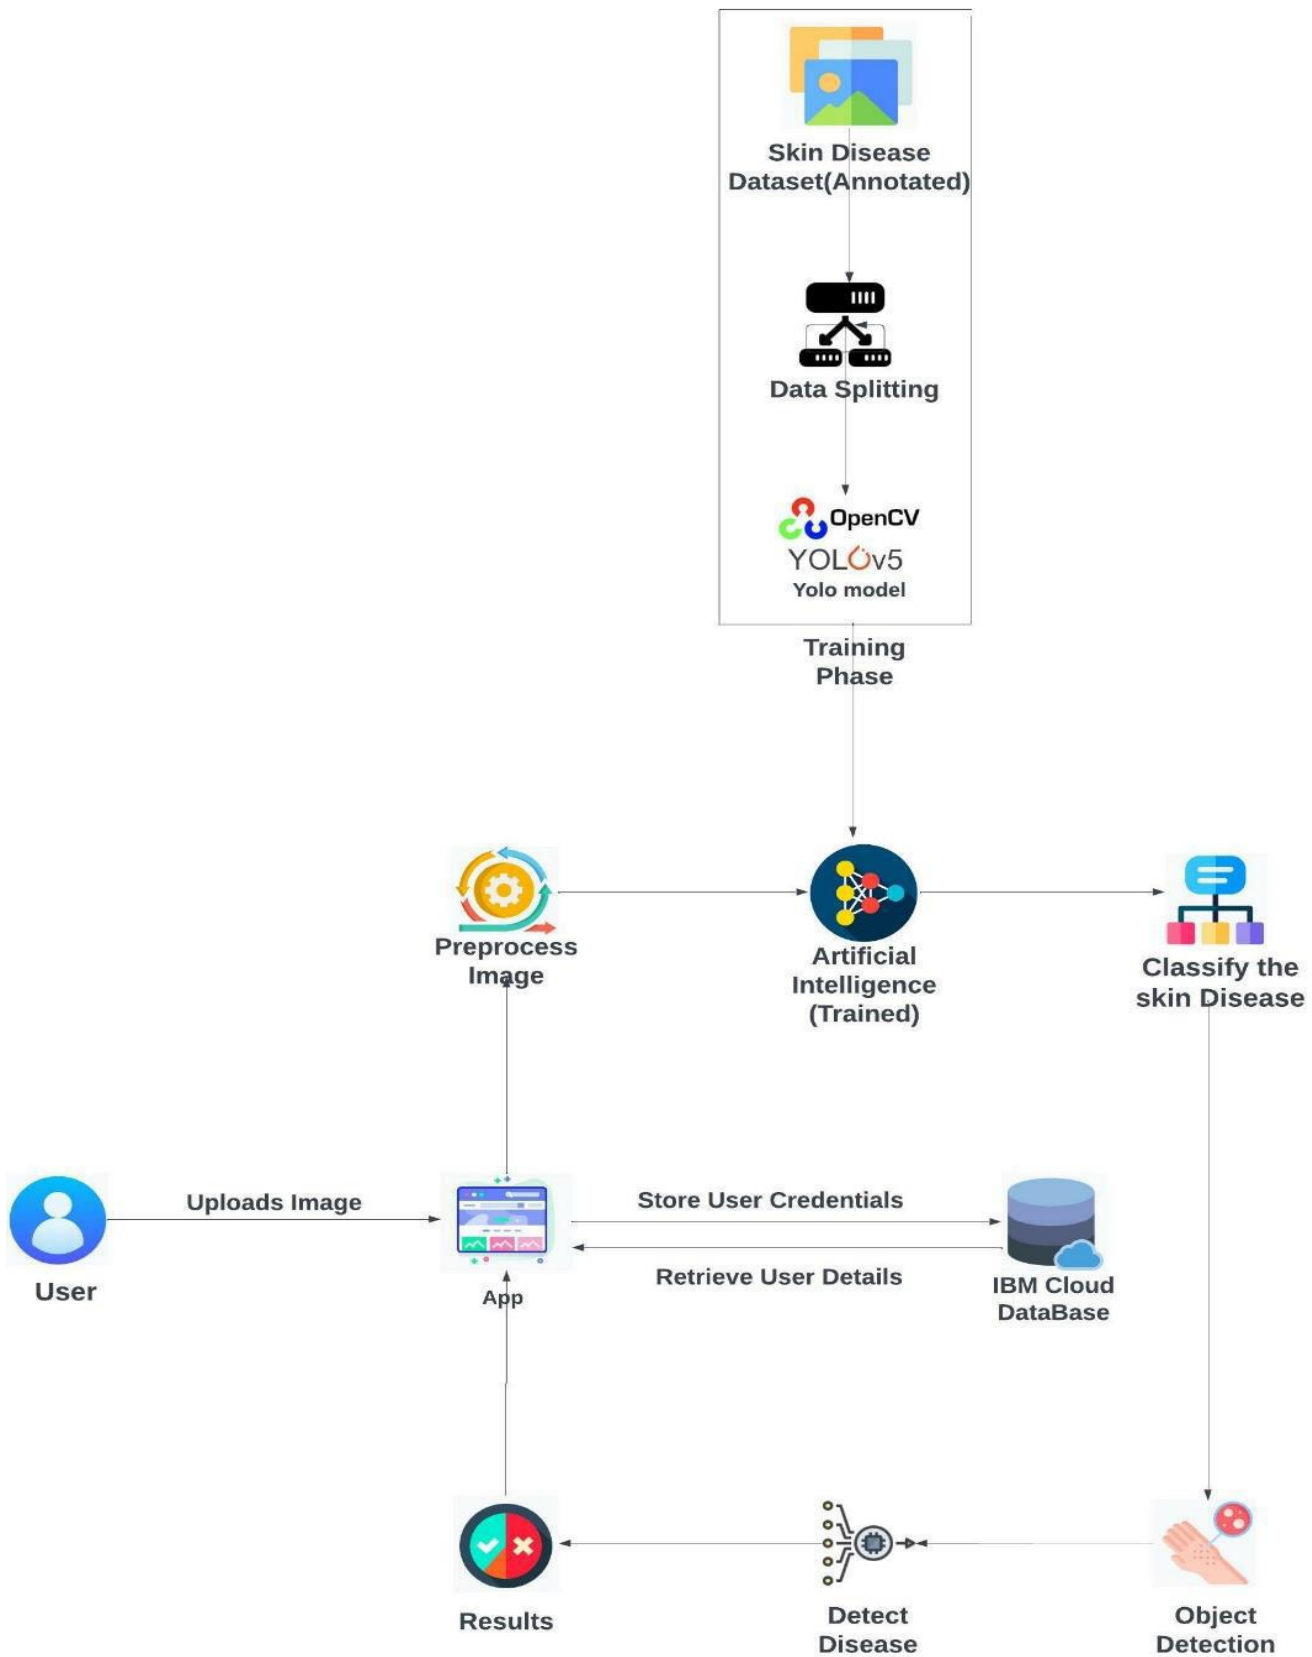 Skin Disease
Dataset(Annotated)
Data Splitting
OpenCV
YOLOv5
Yolo model
Training
Phase
Preprocess
Image
Artificial
Intelligence
(Trained)
Classify the
skin Disease
Uploads Image
User
App
Store User Credentials
Retrieve User Details
IBM Cloud
DataBase
Results
Detect
Disease
Object
Detection